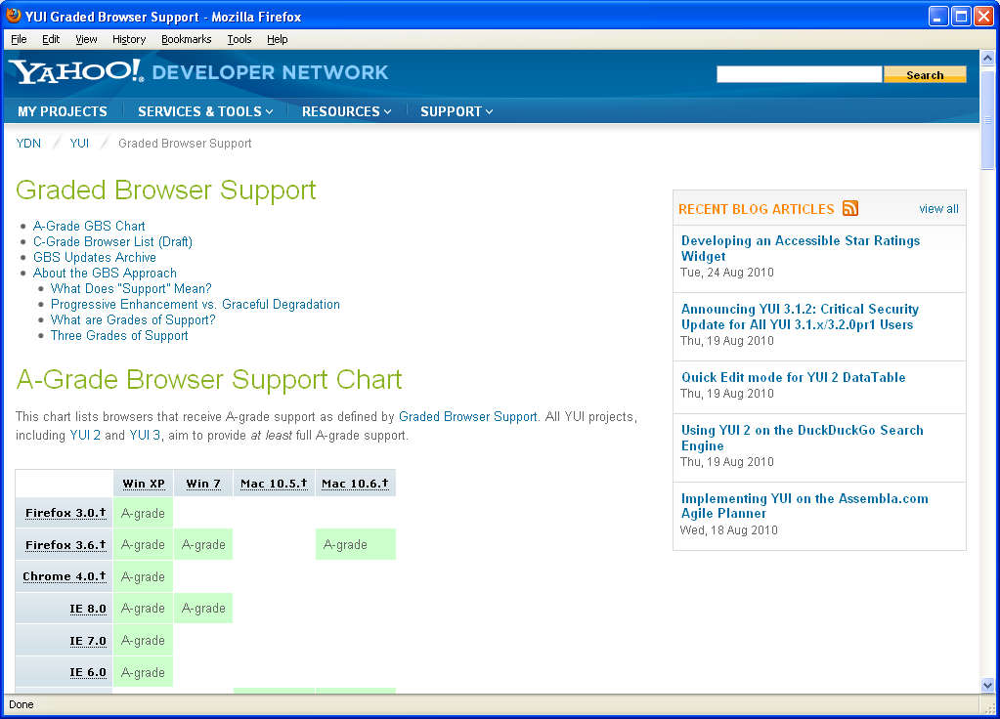 YUI Graded Browser Support - Mozilla Firefox
File Edit View History Bookmarks Tools Help
YAHOO!® DEVELOPER NETWORK
Search
MY PROJECTS SERVICES & TOOLS RESOURCES SUPPORT
YDN / YUI / Graded Browser Support
Graded Browser Support
• A-Grade GBS Chart
• C-Grade Browser List (Draft)
• GBS Updates Archive
• About the GBS Approach
• What Does "Support" Mean?
• Progressive Enhancement vs. Graceful Degradation
• What are Grades of Support?
• Three Grades of Support
A-Grade Browser Support Chart
This chart lists browsers that receive A-grade support as defined by Graded Browser Support. All YUI projects,
including YUI 2 and YUI 3, aim to provide at least full A-grade support.
Win XP Win 7 Mac 10.5.† Mac 10.6.†
Firefox 3.0.† A-grade
Firefox 3.6.† A-grade A-grade A-grade
Chrome 4.0.† A-grade
IE 8.0 A-grade A-grade
IE 7.0 A-grade
IE 6.0 A-grade
RECENT BLOG ARTICLES view all
Developing an Accessible Star Ratings
Widget
Tue, 24 Aug 2010
Announcing YUI 3.1.2: Critical Security
Update for All YUI 3.1.x/3.2.0pr1 Users
Thu, 19 Aug 2010
Quick Edit mode for YUI 2 DataTable
Thu, 19 Aug 2010
Using YUI 2 on the DuckDuckGo Search
Engine
Thu, 19 Aug 2010
Implementing YUI on the Assembla.com
Agile Planner
Wed, 18 Aug 2010
Done